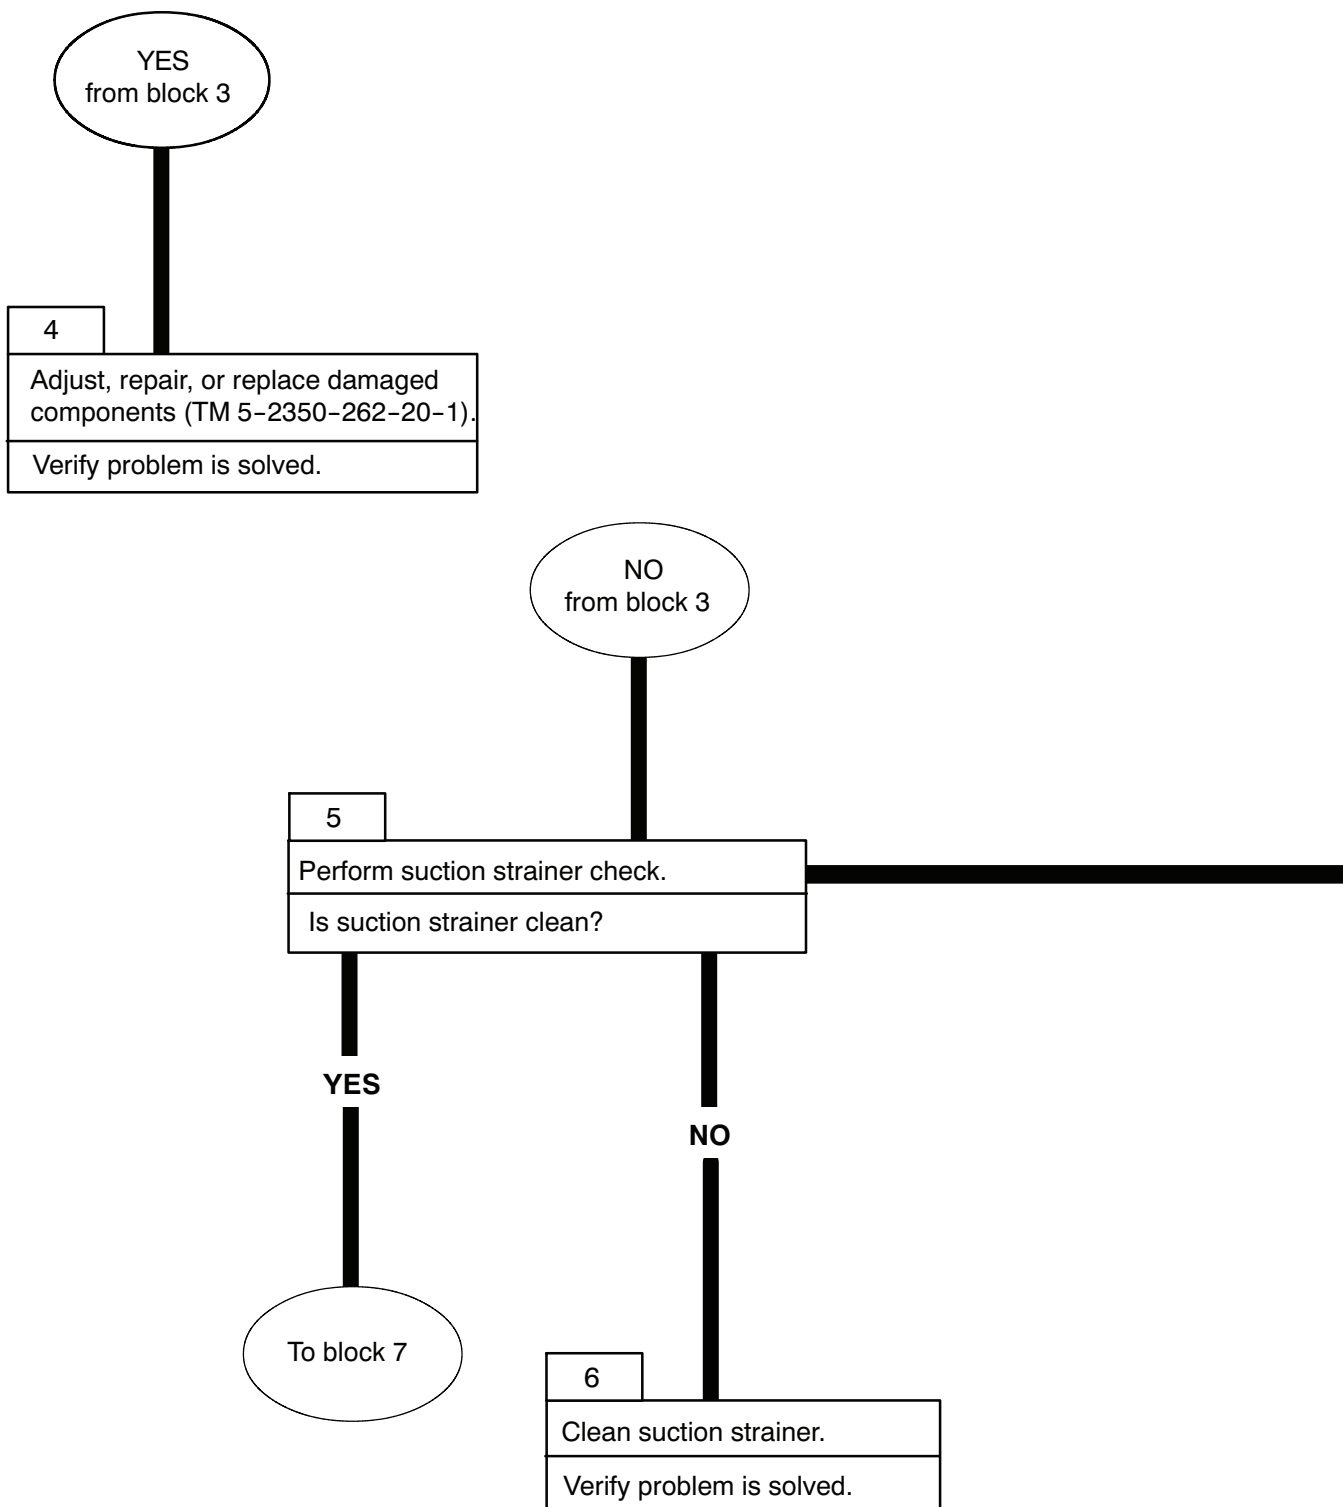 YES
from block 3
4
Adjust, repair, or replace damaged
components (TM 5-2350-262-20-1).
Verify problem is solved.
NO
from block 3
5
Perform suction strainer check.
Is suction strainer clean?
YES
NO
To block 7
6
Clean suction strainer.
Verify problem is solved.